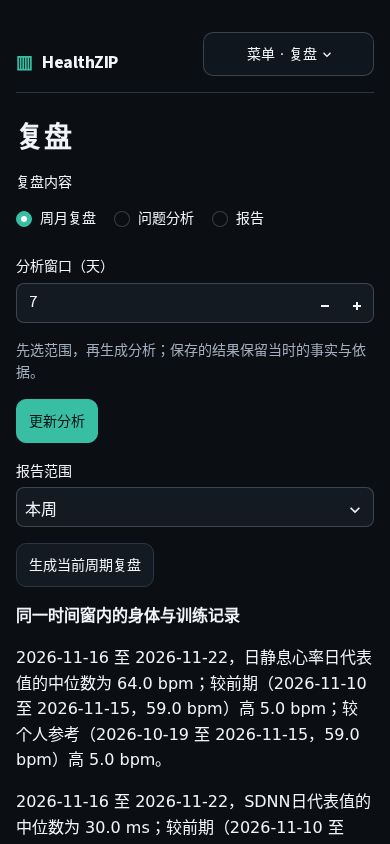 HealthZIP
菜单 · 复盘
复盘
复盘内容
周月复盘
问题分析
报告
分析窗口（天）
7
先选范围，再生成分析；保存的结果保留当时的事实与依
据。
更新分析
报告范围
本周
生成当前周期复盘
同一时间窗内的身体与训练记录
2026-11-16 至 2026-11-22，日静息心率日代表
值的中位数为 64.0 bpm；较前期（2026-11-10
至 2026-11-15，59.0 bpm）高 5.0 bpm；较
个人参考（2026-10-19 至 2026-11-15，59.0
bpm）高 5.0 bpm。
2026-11-16 至 2026-11-22，SDNN日代表值的
中位数为 30.0 ms；较前期（2026-11-10 至